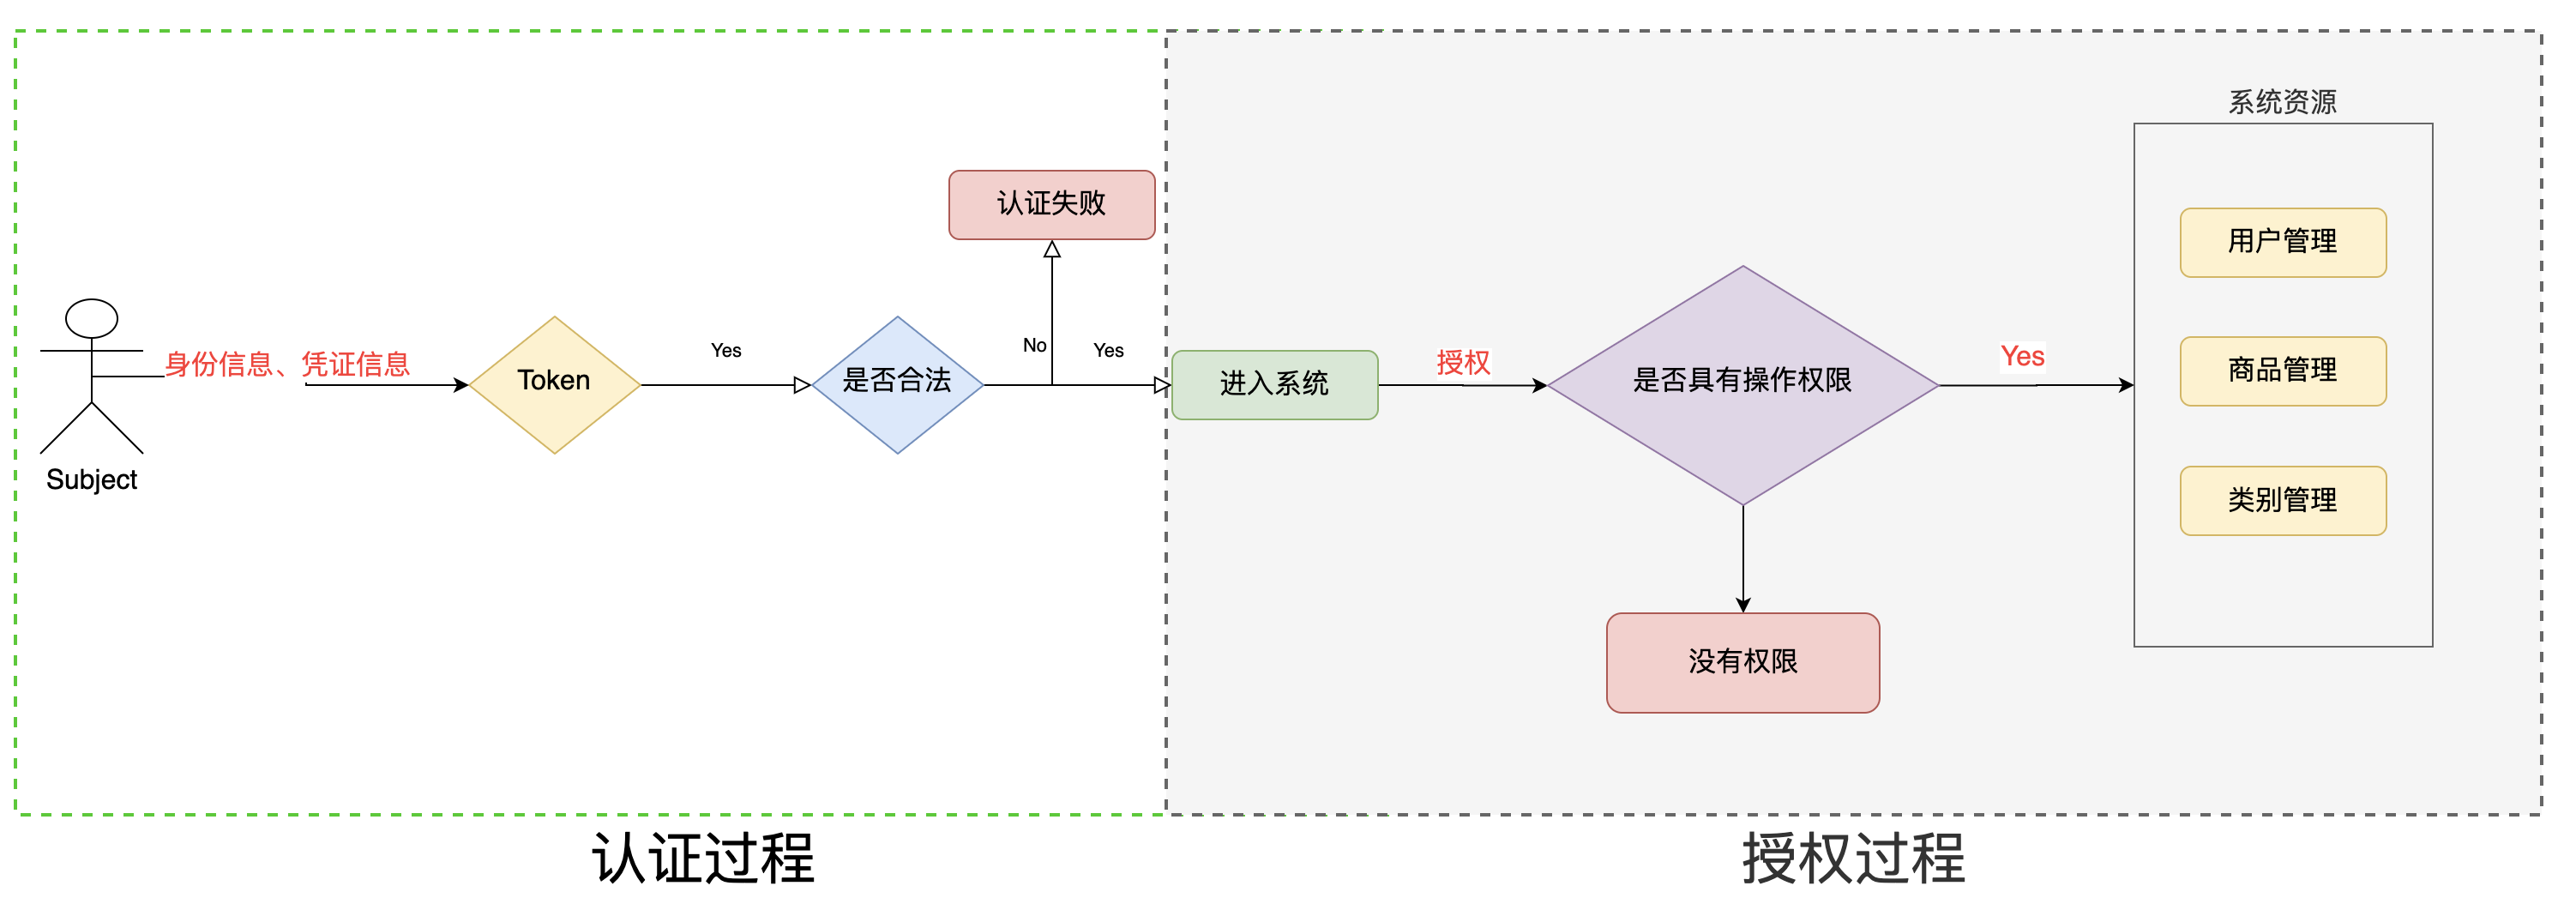 系统资源
认证失败
用户管理
No
Yes
Yes
身份信息、凭证信息
Token
是否合法
进入系统
授权
是否具有操作权限
Yes
商品管理
Subject
类别管理
没有权限
认证过程
授权过程